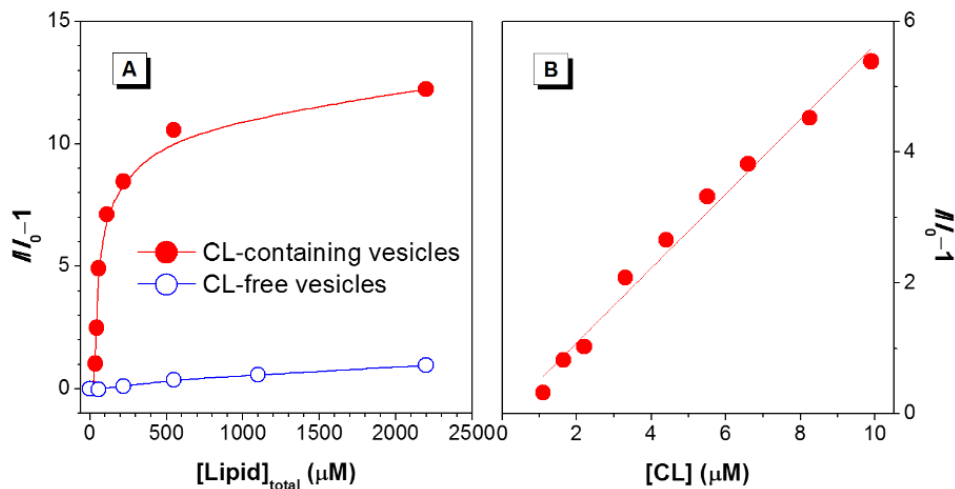 15
10
5
0
I/I0−1
A
CL-containing vesicles
CL-free vesicles
0
500
1000
1500
2000
25000
[Lipid]total (μM)
B
6
4
2
0
I/I0−1
2
4
6
8
10
[CL] (μM)